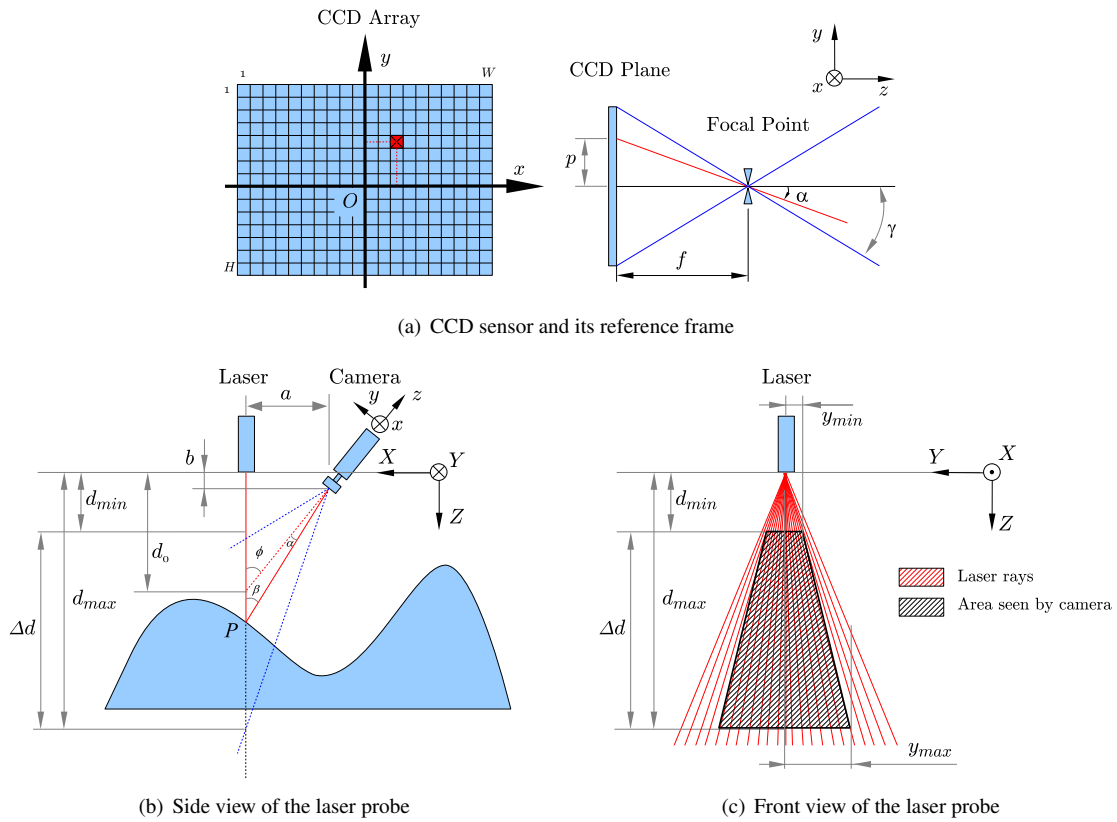 CCD Array
y
1
W
1
x
O
H
CCD Plane
y
x
z
Focal Point
p
α
γ
f
(a) CCD sensor and its reference frame
Laser
Camera
a
y
z
x
b
X
Y
d_min
Z
d_o
ϕ
α
β
d_max
Δd
P
(b) Side view of the laser probe
Laser
y_min
Y
X
d_min
Z
Laser rays
d_max
Area seen by camera
Δd
y_max
(c) Front view of the laser probe